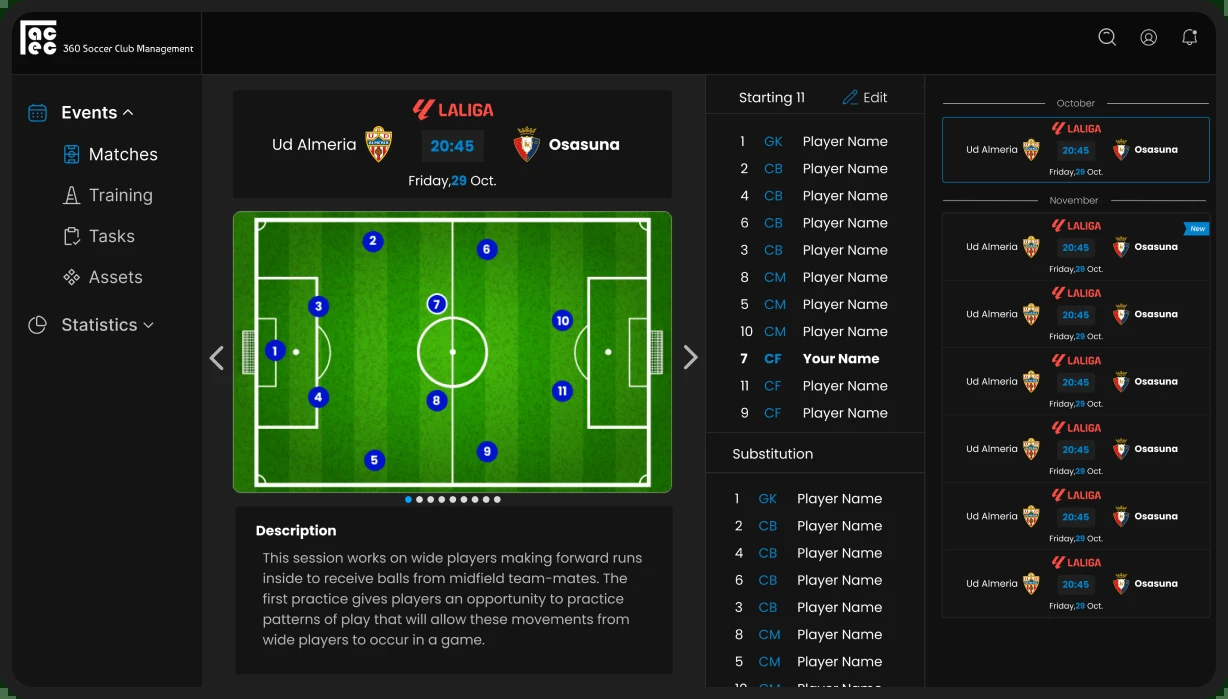 ac
ec
360 Soccer Club Management
Events
Matches
Training
Tasks
Assets
Statistics
LALIGA
Ud Almeria
20:45
Osasuna
Friday,29 Oct.
2
6
3
7
10
1
4
8
11
5
9
Description
This session works on wide players making forward runs
inside to receive balls from midfield team-mates. The
first practice gives players an opportunity to practice
patterns of play that will allow these movements from
wide players to occur in a game.
Starting 11
Edit
1 GK Player Name
2 CB Player Name
4 CB Player Name
6 CB Player Name
3 CB Player Name
8 CM Player Name
5 CM Player Name
10 CM Player Name
7 CF Your Name
11 CF Player Name
9 CF Player Name
Substitution
1 GK Player Name
2 CB Player Name
4 CB Player Name
6 CB Player Name
3 CB Player Name
8 CM Player Name
5 CM Player Name
10 CM Player Name
October
LALIGA
Ud Almeria 20:45 Osasuna
Friday,29 Oct.
November
LALIGA
New
Ud Almeria 20:45 Osasuna
Friday,29 Oct.
LALIGA
Ud Almeria 20:45 Osasuna
Friday,29 Oct.
LALIGA
Ud Almeria 20:45 Osasuna
Friday,29 Oct.
LALIGA
Ud Almeria 20:45 Osasuna
Friday,29 Oct.
LALIGA
Ud Almeria 20:45 Osasuna
Friday,29 Oct.
LALIGA
Ud Almeria 20:45 Osasuna
Friday,29 Oct.